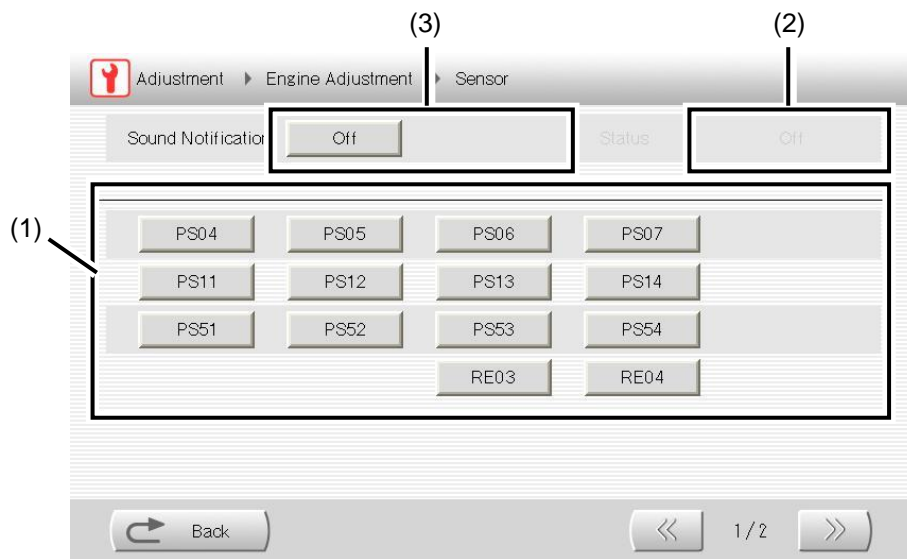 (3) (2)
Adjustment Engine Adjustment Sensor
Sound Notification Off Status Off
(1)
PS04 PS05 PS06 PS07
PS11 PS12 PS13 PS14
PS51 PS52 PS53 PS54
RE03 RE04
Back 1/2